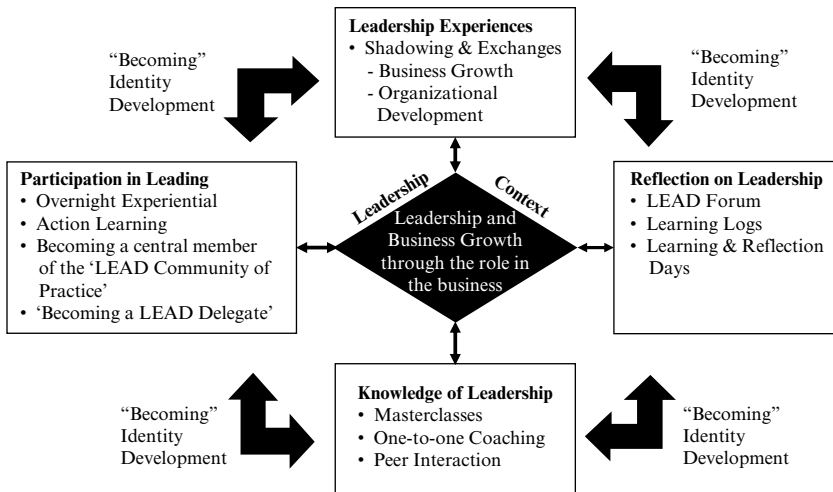 Leadership Experiences
• Shadowing & Exchanges
- Business Growth
- Organizational
Development
“Becoming”
Identity
Development
“Becoming”
Identity
Development
Participation in Leading
• Overnight Experiential
• Action Learning
• Becoming a central member
of the ‘LEAD Community of
Practice’
• ‘Becoming a LEAD Delegate’
Leadership
Context
Leadership and
Business Growth
through the role in
the business
Reflection on Leadership
• LEAD Forum
• Learning Logs
• Learning & Reflection
Days
“Becoming”
Identity
Development
Knowledge of Leadership
• Masterclasses
• One-to-one Coaching
• Peer Interaction
“Becoming”
Identity
Development